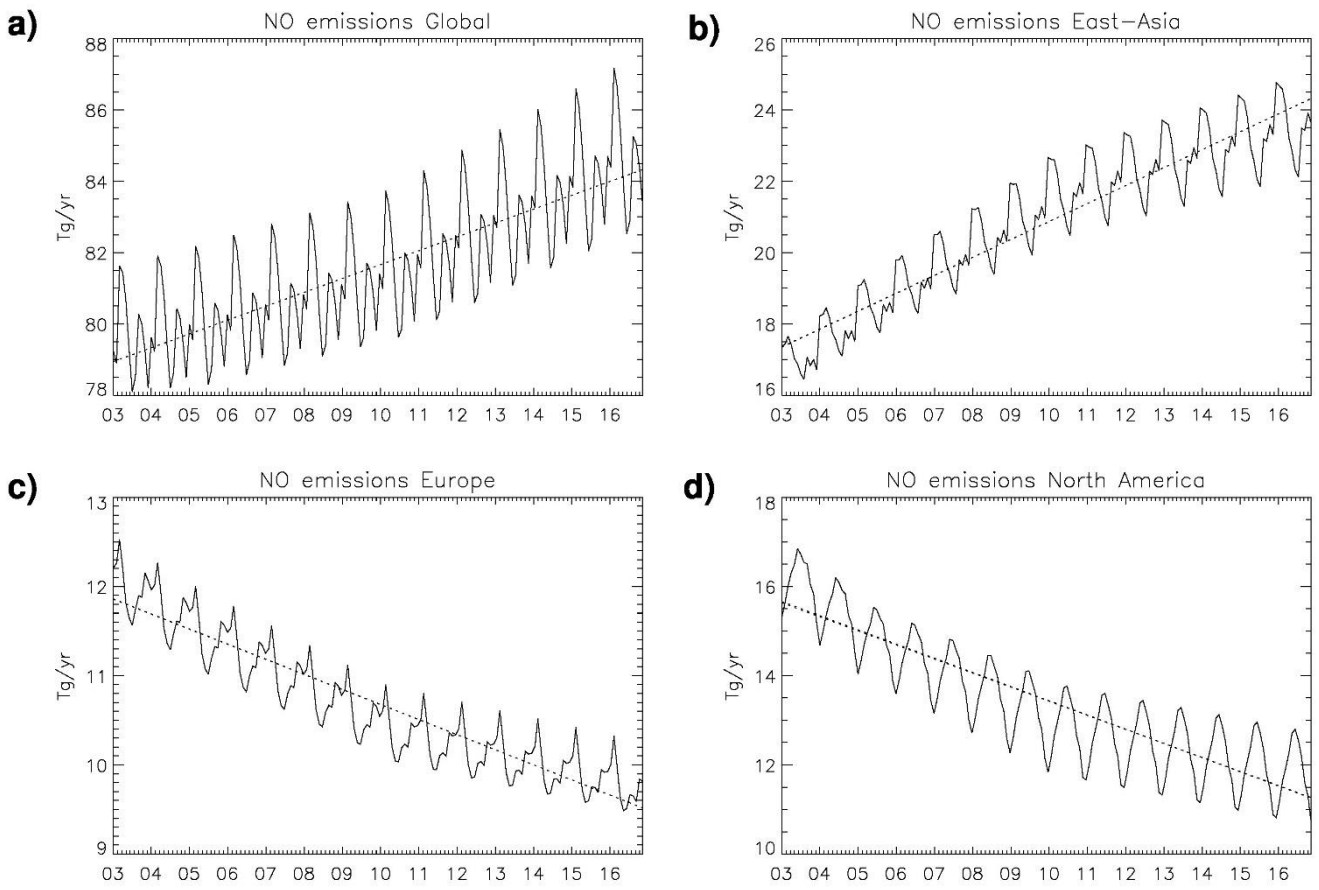 a)
NO emissions Global
Tg/yr
88
86
84
82
80
78
03 04 05 06 07 08 09 10 11 12 13 14 15 16
b)
NO emissions East-Asia
Tg/yr
26
24
22
20
18
16
03 04 05 06 07 08 09 10 11 12 13 14 15 16
c)
NO emissions Europe
Tg/yr
13
12
11
10
9
03 04 05 06 07 08 09 10 11 12 13 14 15 16
d)
NO emissions North America
Tg/yr
18
16
14
12
10
03 04 05 06 07 08 09 10 11 12 13 14 15 16